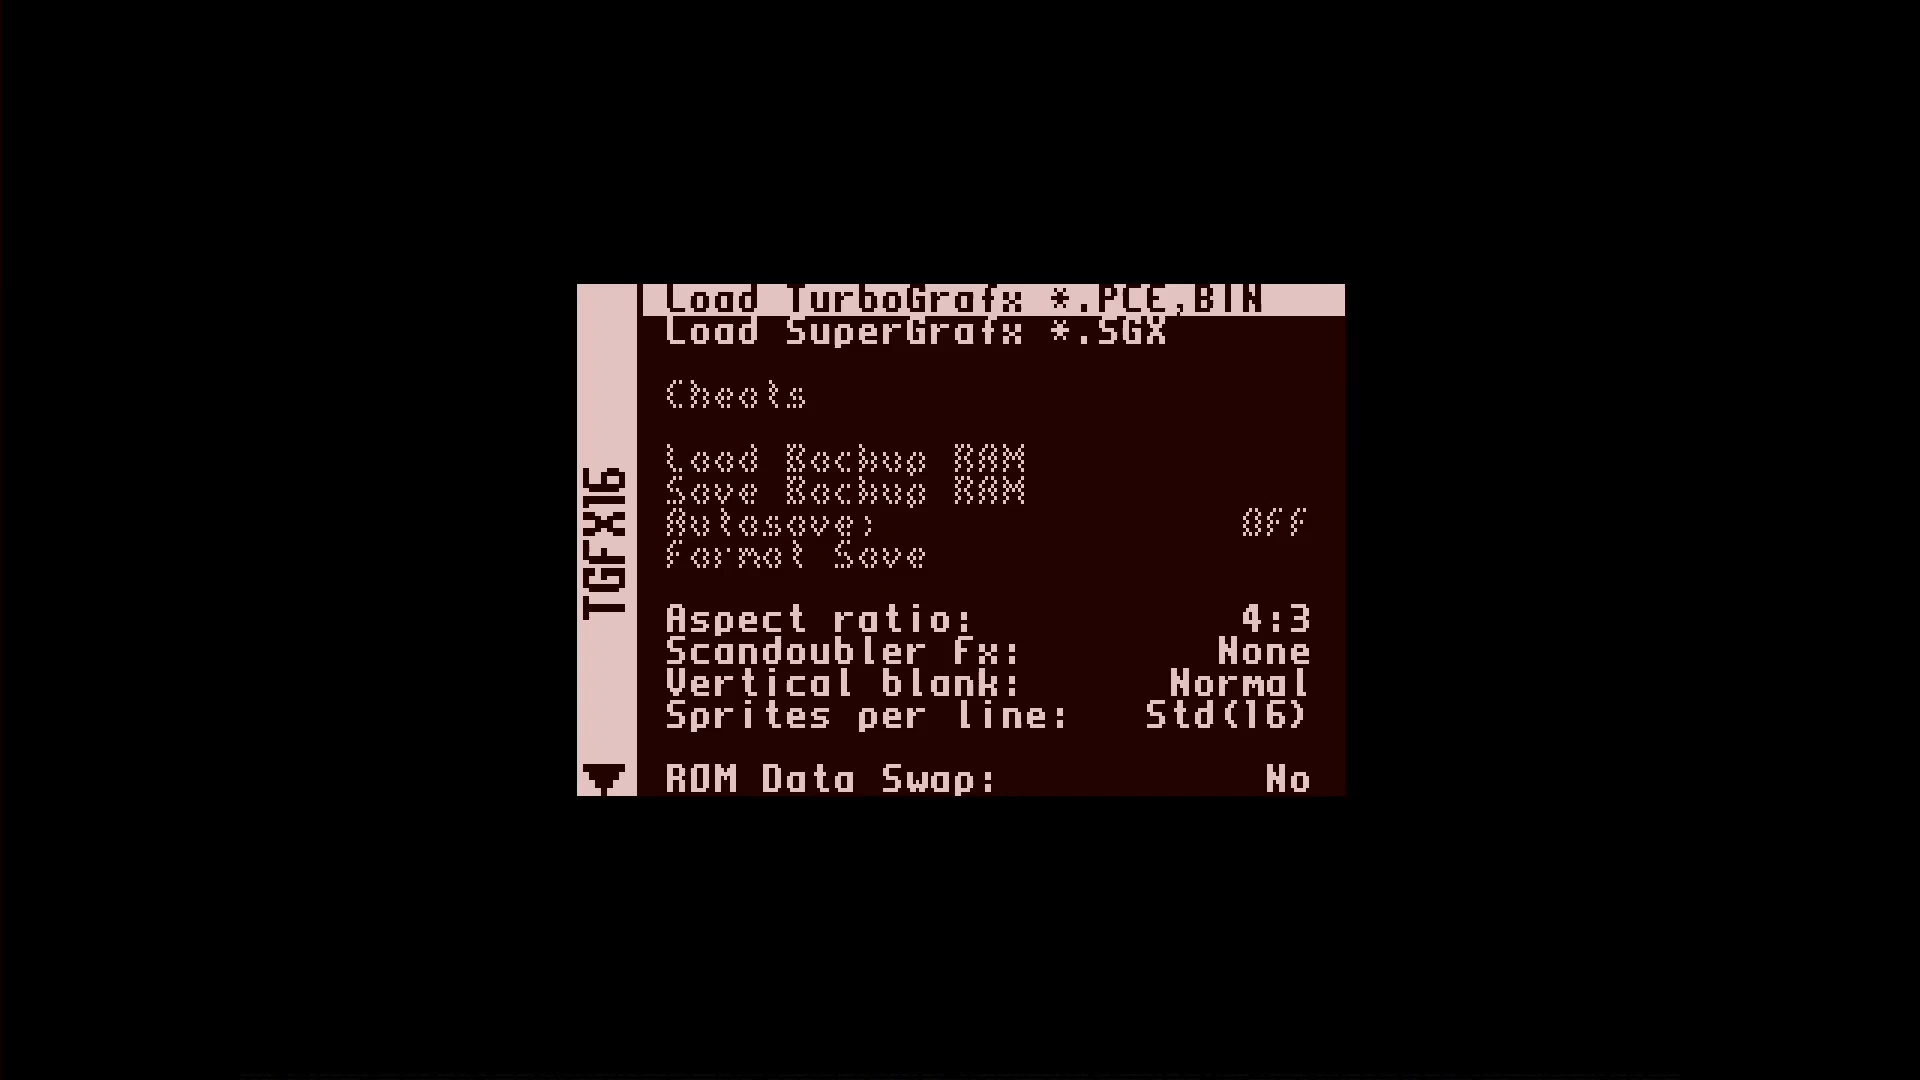 Load TurboGrafx *.PCE,BIN
Load SuperGrafx *.SGX
Cheats
Load Backup RAM
Save Backup RAM
Autosave: Off
Format Save
TGFX16
Aspect ratio: 4:3
Scandoubler Fx: None
Vertical blank: Normal
Sprites per line: Std(16)
ROM Data Swap: No